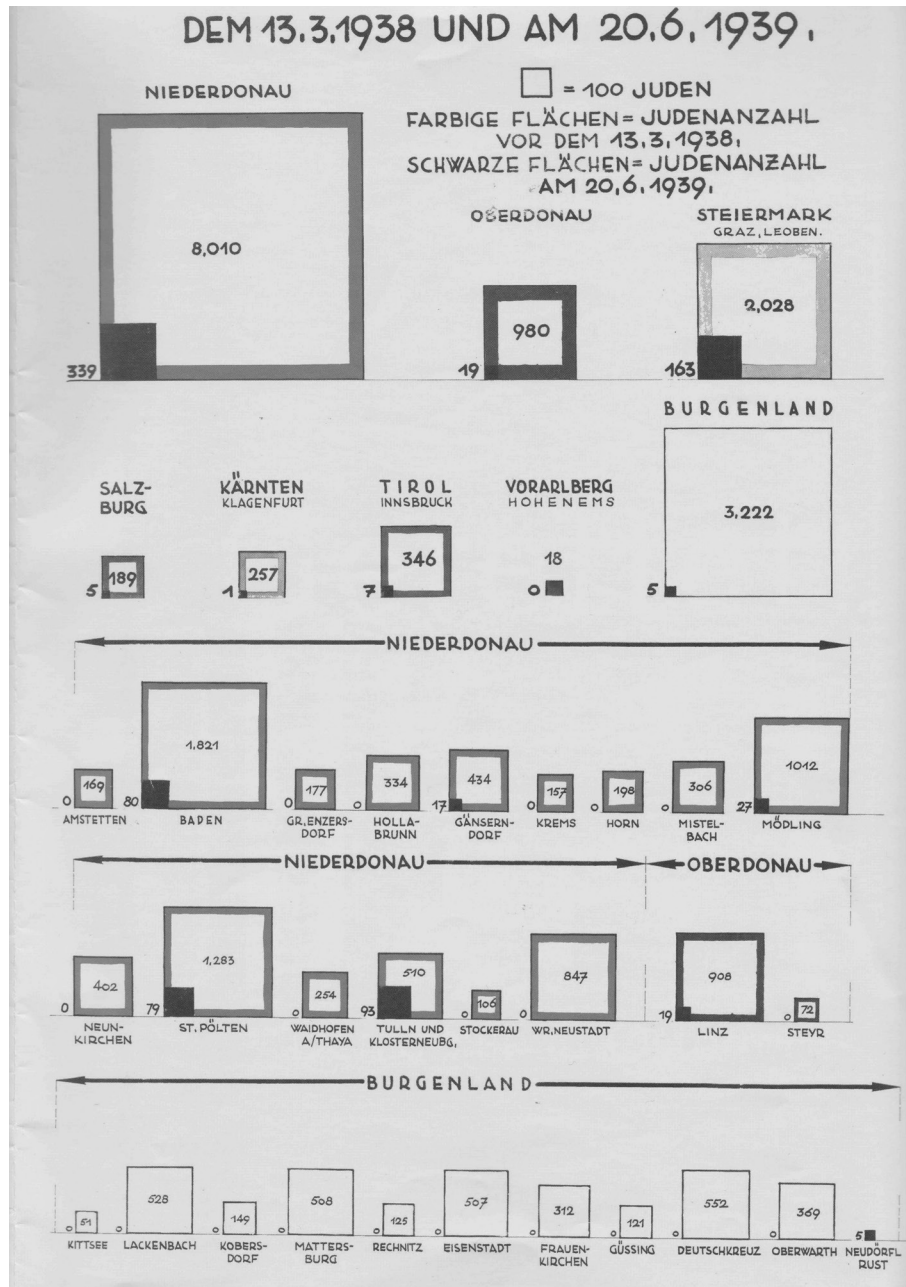 DEM 13.3.1938 UND AM 20.6.1939.
NIEDERDONAU
= 100 JUDEN
FARBIGE FLÄCHEN = JUDENANZAHL
VOR DEM 13.3.1938.
SCHWARZE FLÄCHEN = JUDENANZAHL
AM 20.6.1939.
8,010
339
OBERDONAU
980
19
STEIERMARK
GRAZ, LEOBEN.
2,028
163
SALZ-
BURG
189
5
KÄRNTEN
KLAGENFURT
257
1
TIROL
INNSBRUCK
346
7
VORARLBERG
HOHENEMS
18
0
BURGENLAND
3.222
5
NIEDERDONAU
169
0
AMSTETTEN
1,821
80
BADEN
177
0
GR.ENZERS-
DORF
334
0
HOLLA-
BRUNN
434
17
GÄNSERN-
DORF
157
0
KREMS
198
0
HORN
306
0
MISTEL-
BACH
1012
27
MÖDLING
NIEDERDONAU
OBERDONAU
402
0
NEUN-
KIRCHEN
1,283
79
ST. PÖLTEN
254
0
WAIDHOFEN
A/THAYA
510
93
TULLN UND
KLOSTERNEUBG.
106
0
STOCKERAU
847
0
WR. NEUSTADT
908
19
LINZ
72
0
STEYR
BURGENLAND
51
0
KITTSEE
528
0
LACKENBACH
149
0
KOBERS-
DORF
508
0
MATTERS-
BURG
125
0
RECHNITZ
507
0
EISENSTADT
312
0
FRAUEN-
KIRCHEN
121
0
GÜSSING
552
0
DEUTSCHKREUZ
369
0
OBERWARTH
5
NEUDÖRFL
RUST